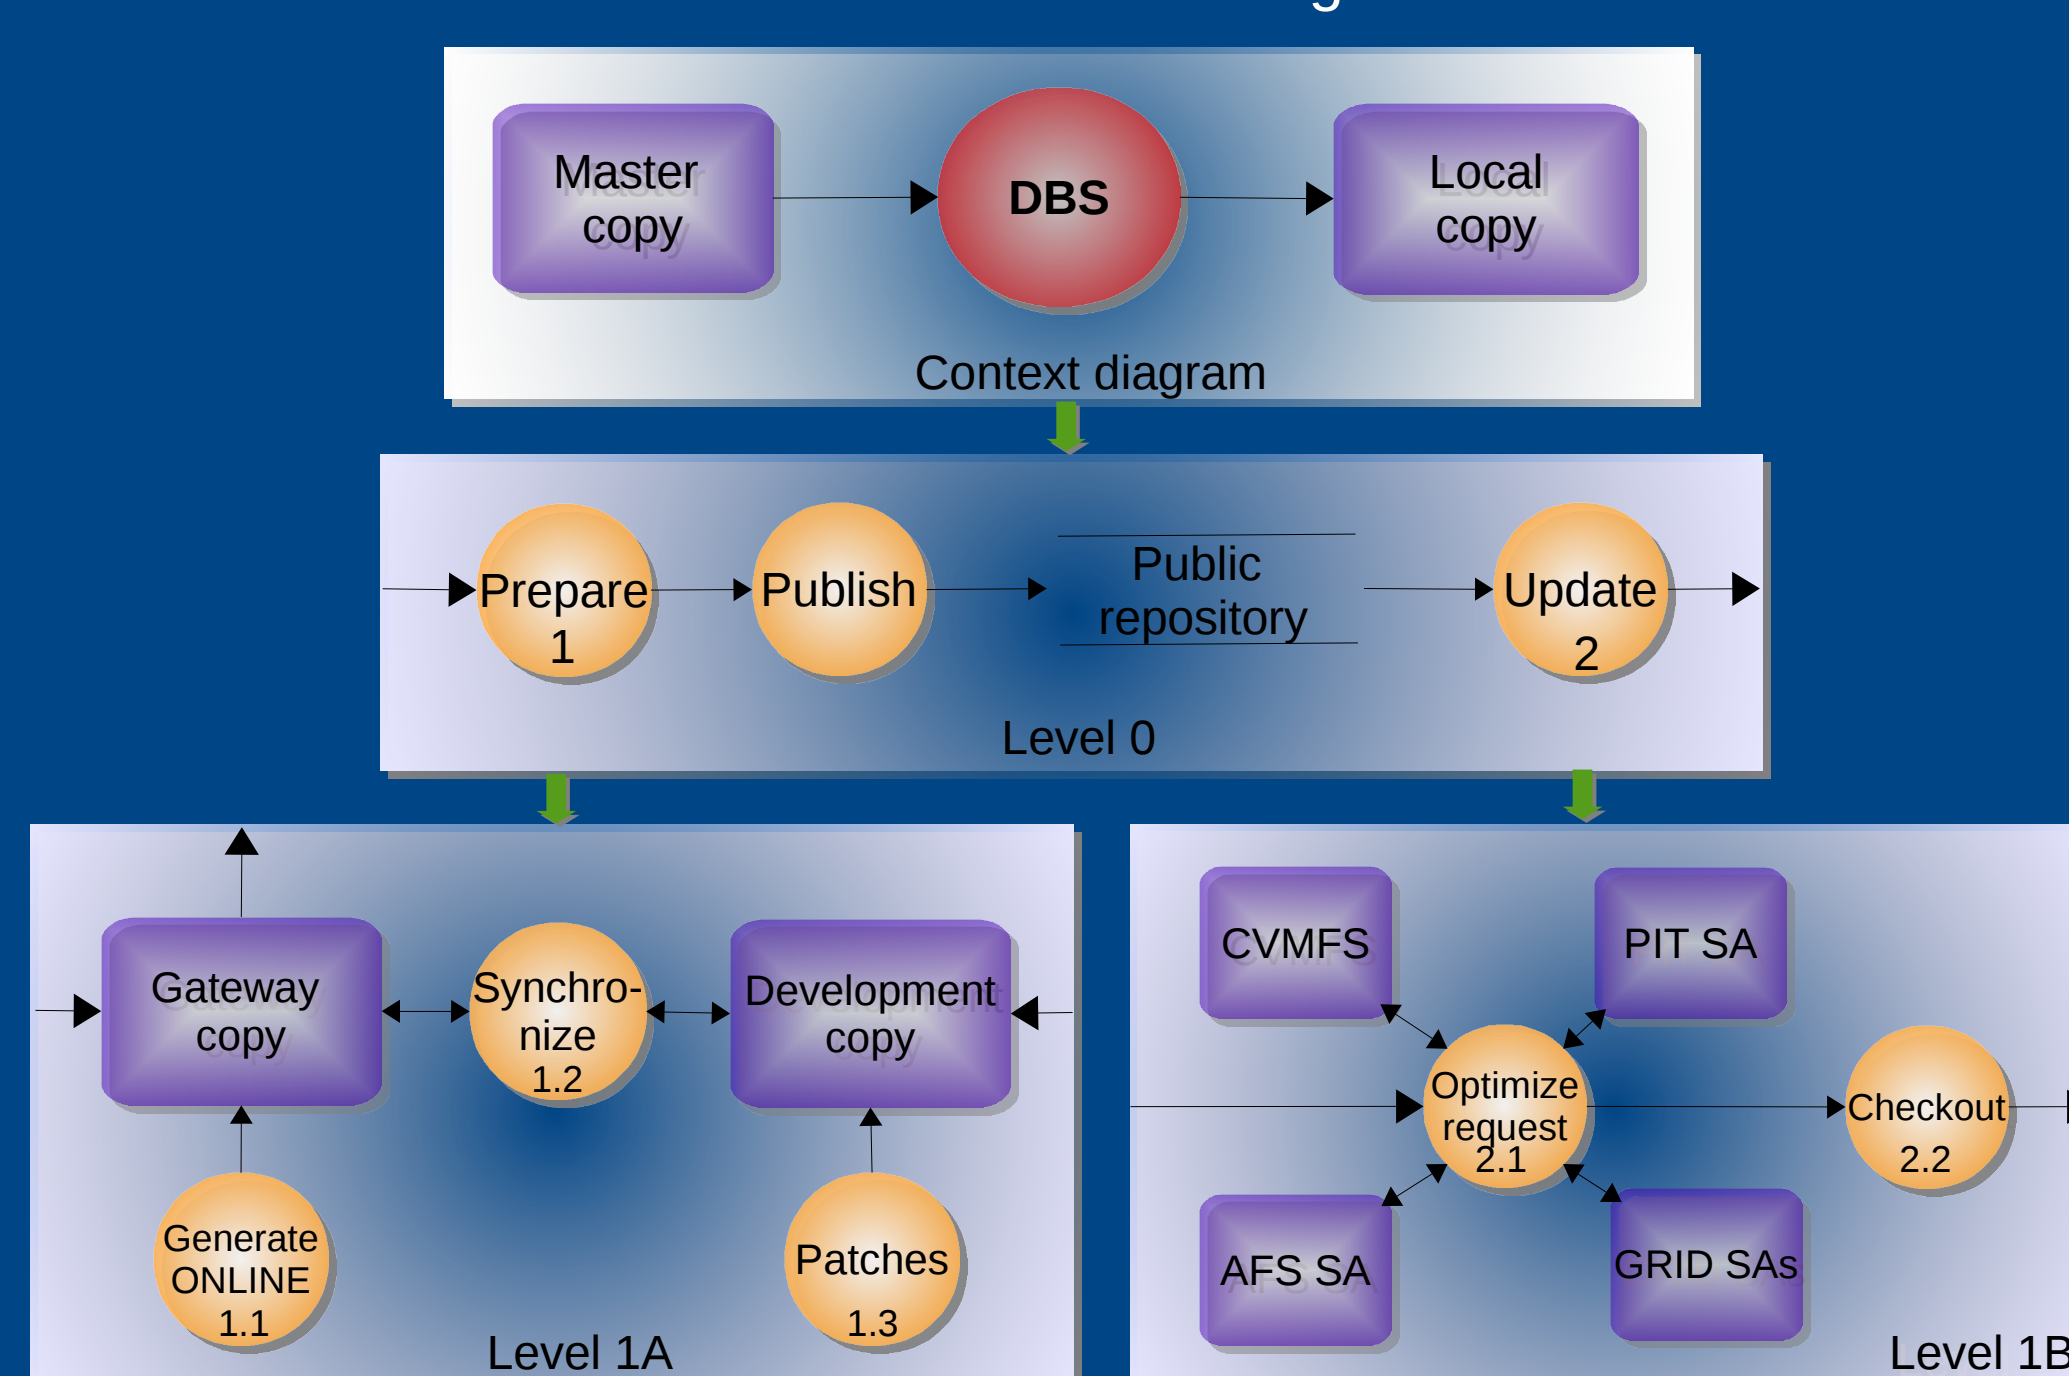 Master
copy
DBS
Local
copy
Context diagram
Prepare
1
Publish
Public
repository
Update
2
Level 0
Gateway
copy
Synchro-
nize
1.2
Development
copy
Generate
ONLINE
1.1
Patches
1.3
Level 1A
CVMFS
PIT SA
Optimize
request
2.1
Checkout
2.2
AFS SA
GRID SAs
Level 1B